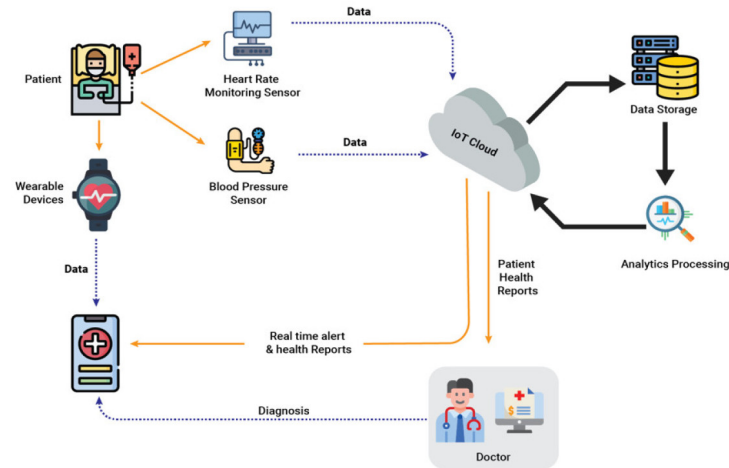 Data
Patient
Heart Rate
Monitoring Sensor
Data Storage
IoT Cloud
Data
Wearable
Devices
Blood Pressure
Sensor
Analytics Processing
Data
Patient
Health
Reports
Real time alert
& health Reports
Diagnosis
$
Doctor